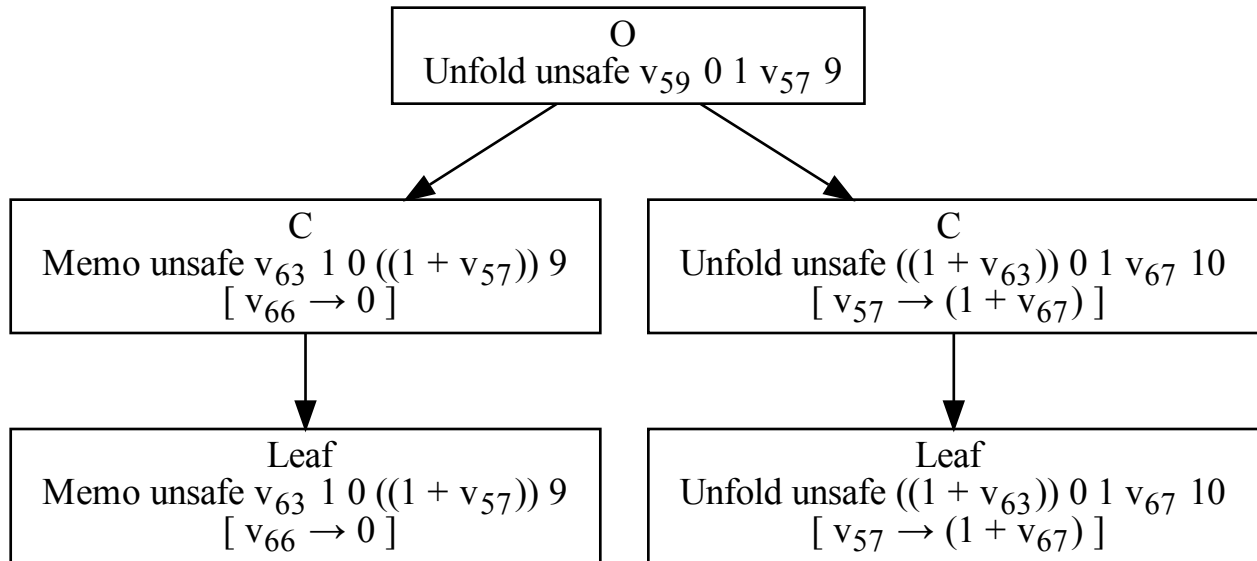 O
Unfold unsafe v₅₉ 0 1 v₅₇ 9
C
Memo unsafe v₆₃ 1 0 ((1 + v₅₇)) 9
[ v₆₆ → 0 ]
C
Unfold unsafe ((1 + v₆₃)) 0 1 v₆₇ 10
[ v₅₇ → (1 + v₆₇) ]
Leaf
Memo unsafe v₆₃ 1 0 ((1 + v₅₇)) 9
[ v₆₆ → 0 ]
Leaf
Unfold unsafe ((1 + v₆₃)) 0 1 v₆₇ 10
[ v₅₇ → (1 + v₆₇) ]